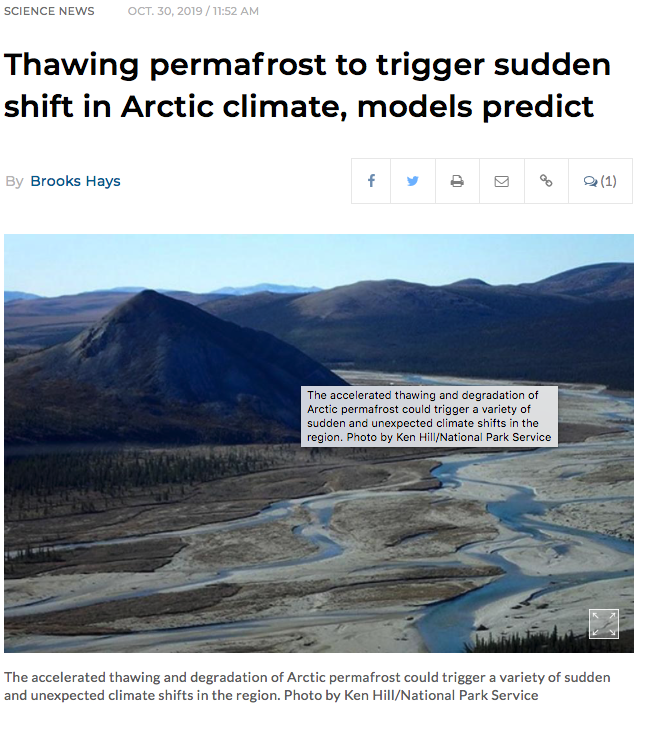 SCIENCE NEWS OCT. 30, 2019 / 11:52 AM
Thawing permafrost to trigger sudden
shift in Arctic climate, models predict
By Brooks Hays
(1)
The accelerated thawing and degradation of
Arctic permafrost could trigger a variety of
sudden and unexpected climate shifts in the
region. Photo by Ken Hill/National Park Service
The accelerated thawing and degradation of Arctic permafrost could trigger a variety of sudden
and unexpected climate shifts in the region. Photo by Ken Hill/National Park Service